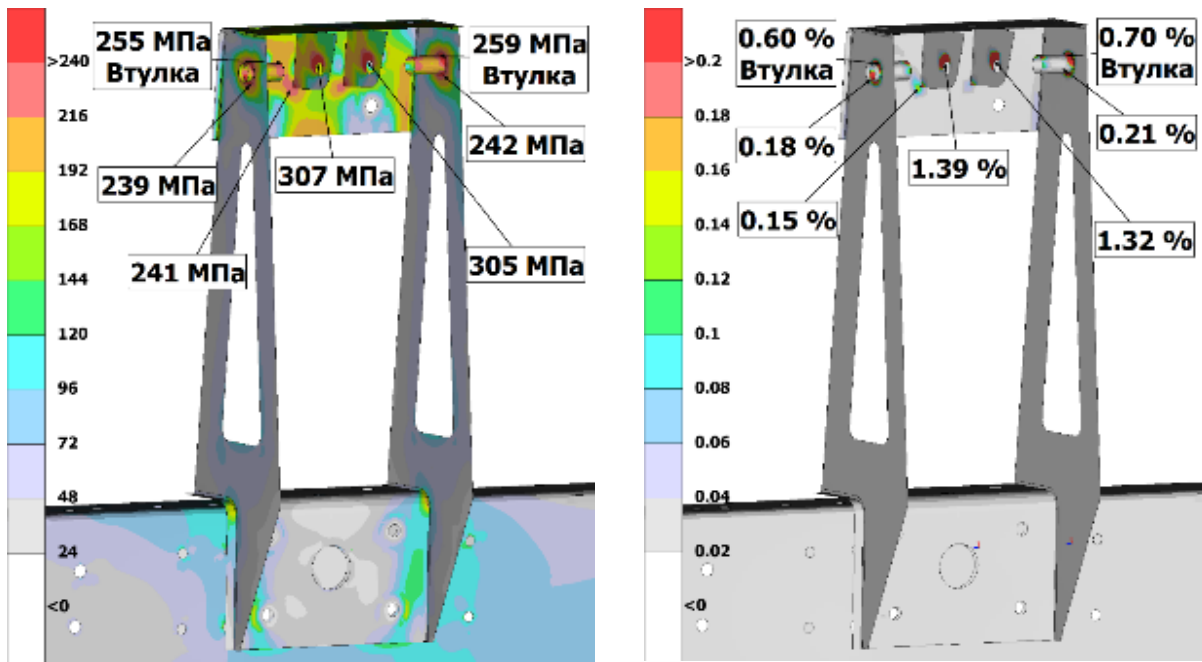 255 МПа
Втулка
259 МПа
Втулка
>240
216
192
168
144
120
96
72
48
24
<0
239 МПа
307 МПа
242 МПа
241 МПа
305 МПа
0.60 %
Втулка
0.70 %
Втулка
>0.2
0.18
0.16
0.14
0.12
0.1
0.08
0.06
0.04
0.02
<0
0.18 %
0.21 %
1.39 %
0.15 %
1.32 %